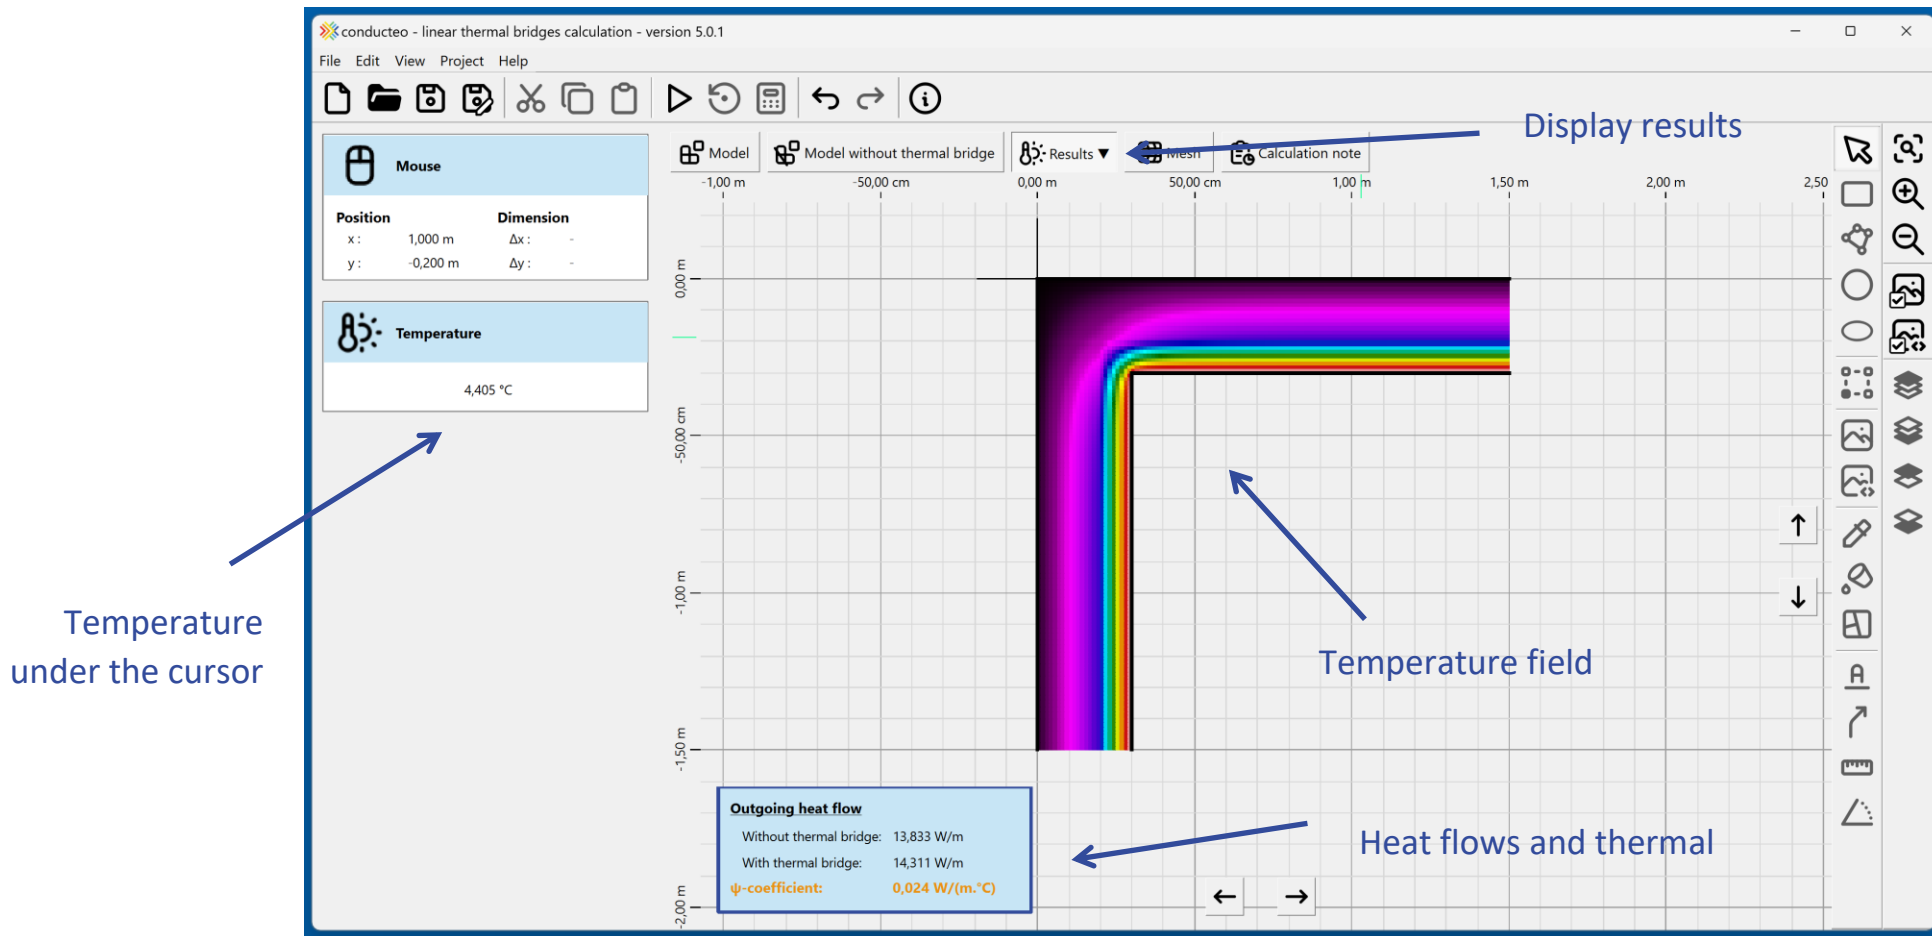 conducteo - linear thermal bridges calculation - version 5.0.1
File Edit View Project Help
Display results
Mouse
Position Dimension
x : 1,000 m Δx : -
y : -0,200 m Δy : -
Temperature
4,405 °C
Model Model without thermal bridge Results ▼ Mesh Calculation note
-1,00 m -50,00 cm 0,00 m 50,00 cm 1,00 m 1,50 m 2,00 m 2,50
0,00 m
-50,00 cm
-1,00 m
-1,50 m
-2,00 m
Temperature
under the cursor
Temperature field
Outgoing heat flow
Without thermal bridge: 13,833 W/m
With thermal bridge: 14,311 W/m
ψ-coefficient: 0,024 W/(m.°C)
Heat flows and thermal
A